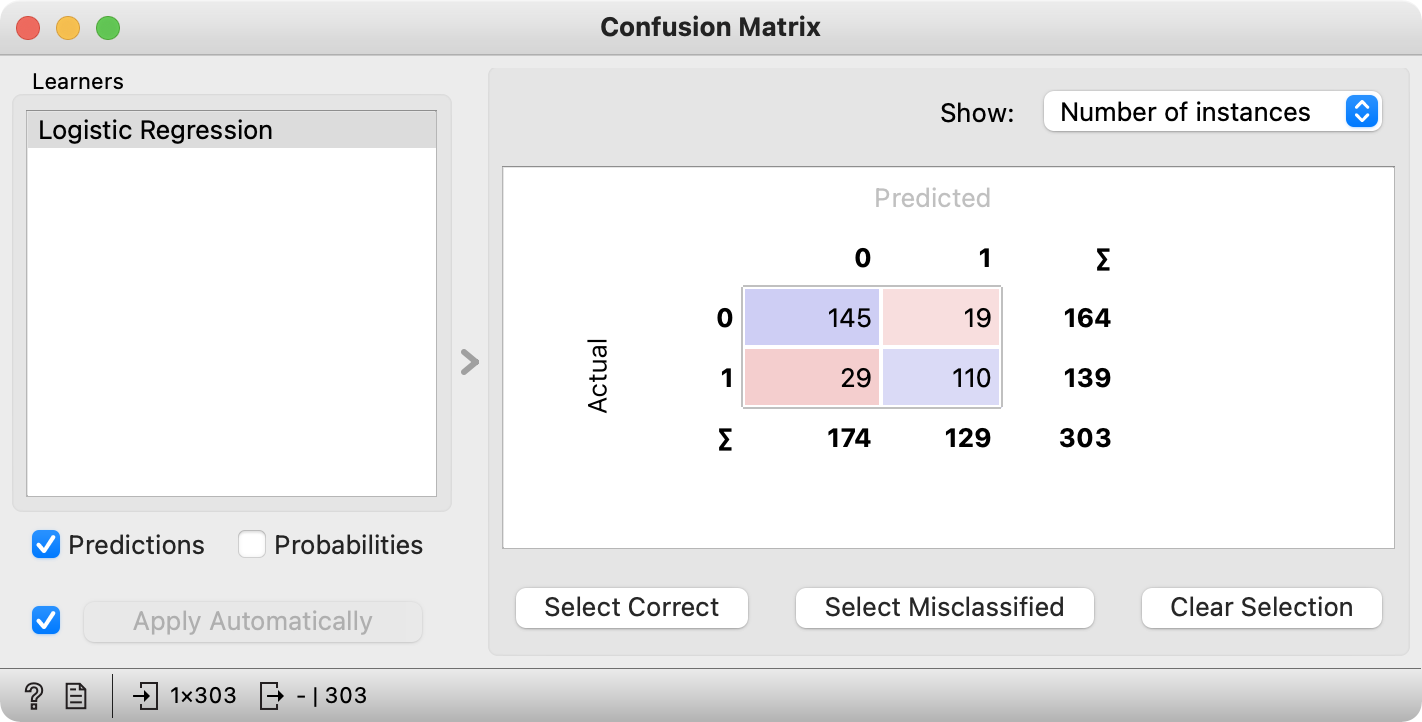 Confusion Matrix
Learners
Logistic Regression
Predictions
Probabilities
Apply Automatically
Show: Number of instances
Predicted
0 1 Σ
Actual
0 145 19 164
1 29 110 139
Σ 174 129 303
Select Correct
Select Misclassified
Clear Selection
? 1×303 - | 303